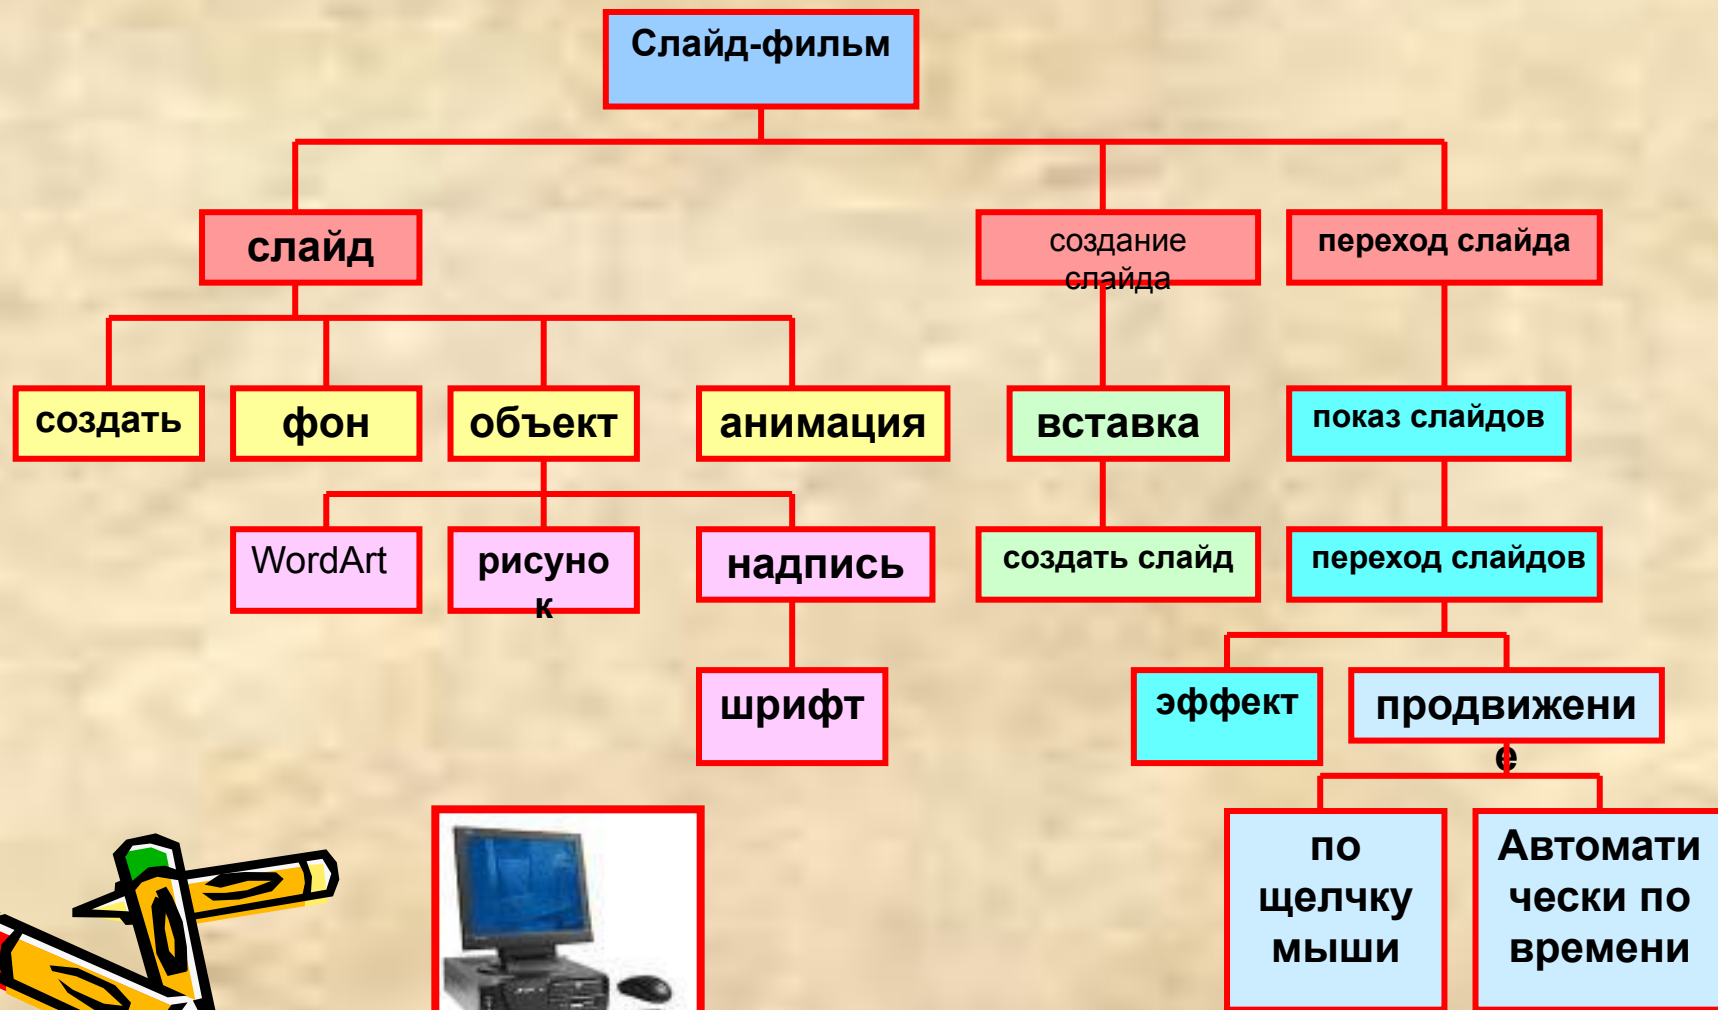 Слайд-фильм
слайд
создание
слайда
переход слайда
создать
фон
объект
анимация
вставка
показ слайдов
WordArt
рисуно
к
надпись
создать слайд
переход слайдов
шрифт
эффект
продвижени
е
по
щелчку
мыши
Автомати
чески по
времени